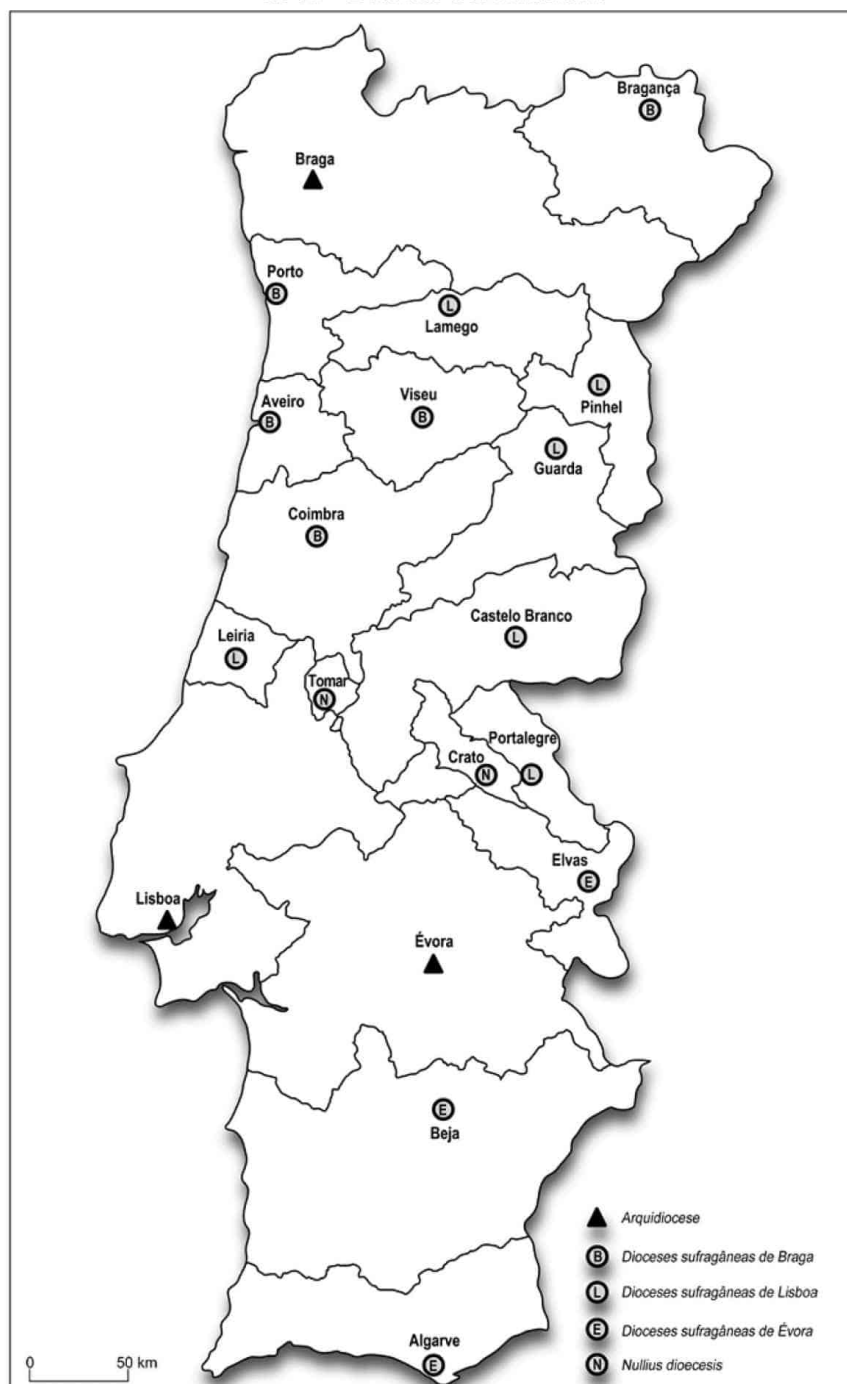 Bragança
B
Braga
Porto
B
L
Lamego
Aveiro
B
Viseu
B
L
Pinhel
L
Guarda
Coimbra
B
Castelo Branco
L
Leiria
L
Tomar
N
Portalegre
L
Crato
N
Elvas
E
Lisboa
Évora
E
Beja
Algarve
E
Arquidiocese
B Dioceses sufragâneas de Braga
L Dioceses sufragâneas de Lisboa
E Dioceses sufragâneas de Évora
N Nullius dioecesis
0 50 km